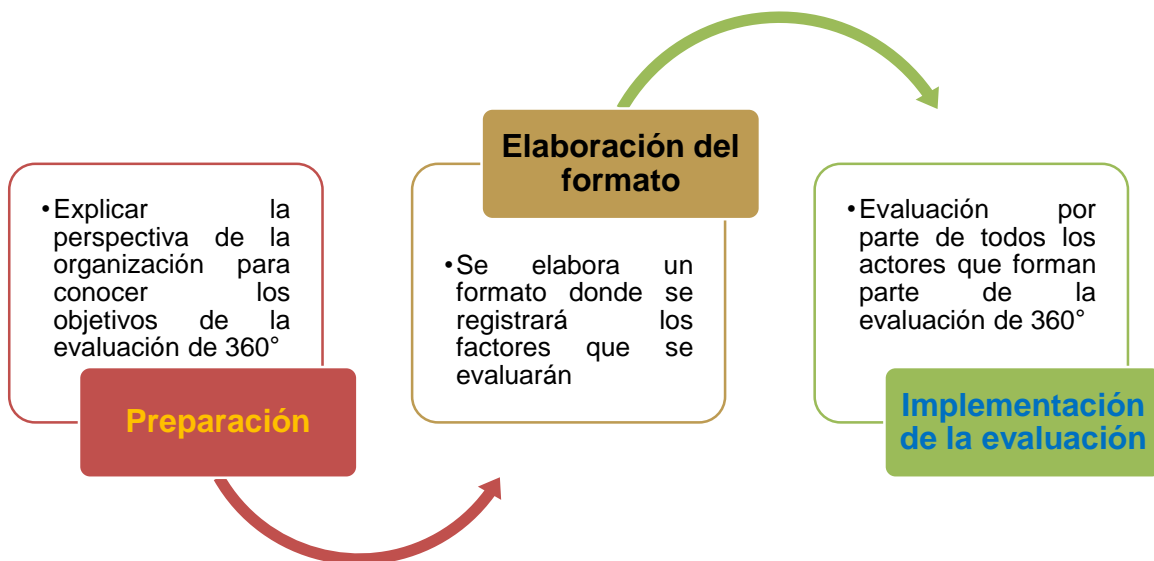 •Explicar la
perspectiva de la
organización para
conocer los
objetivos de la
evaluación de 360°
Preparación
Elaboración del
formato
•Se elabora un
formato donde se
registrará los
factores que se
evaluarán
•Evaluación por
parte de todos los
actores que forman
parte de la
evaluación de 360°
Implementación
de la evaluación